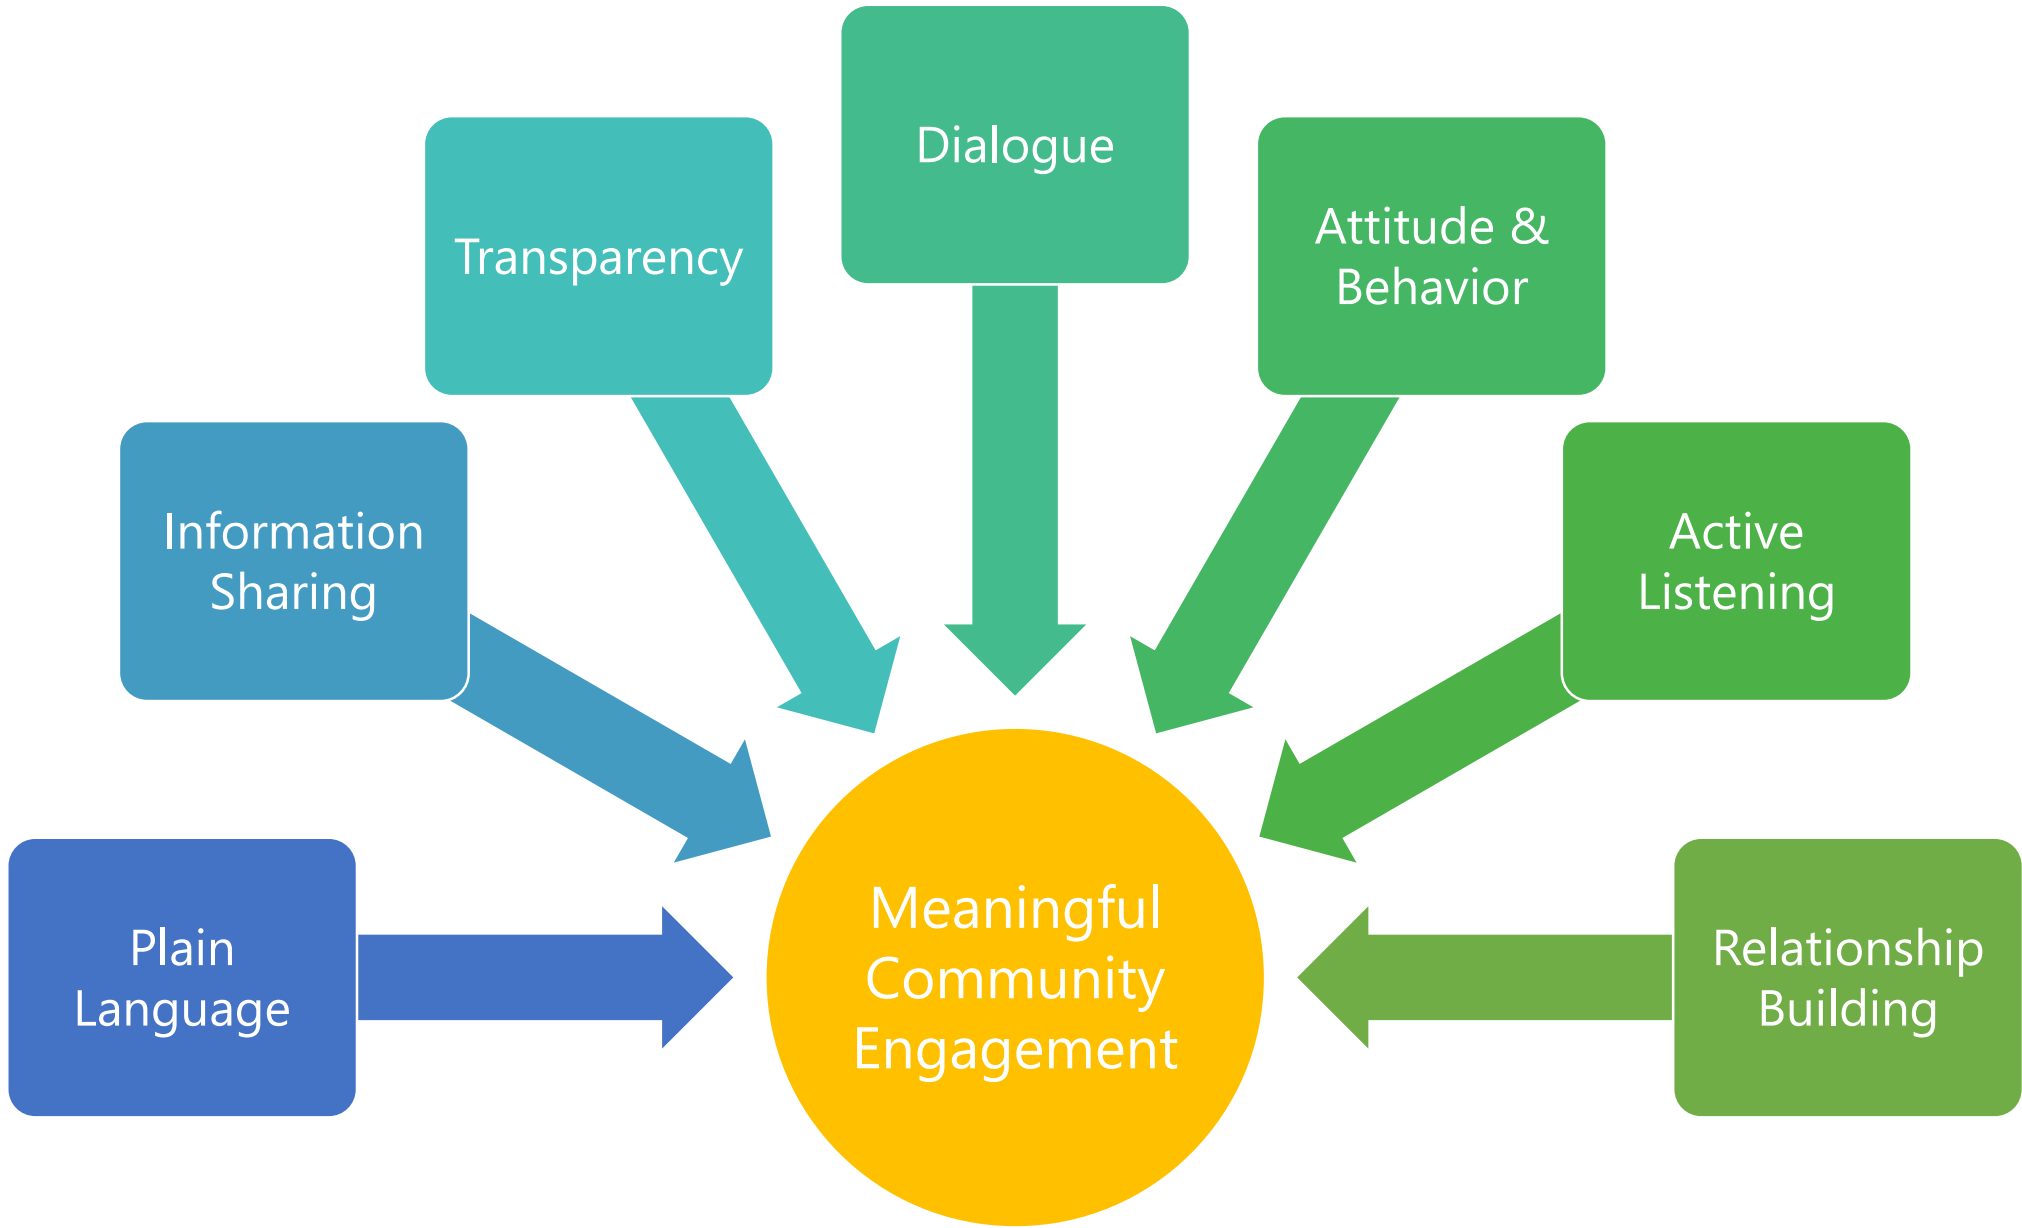 Dialogue
Transparency
Attitude &
Behavior
Information
Sharing
Active
Listening
Plain
Language
Meaningful
Community
Engagement
Relationship
Building